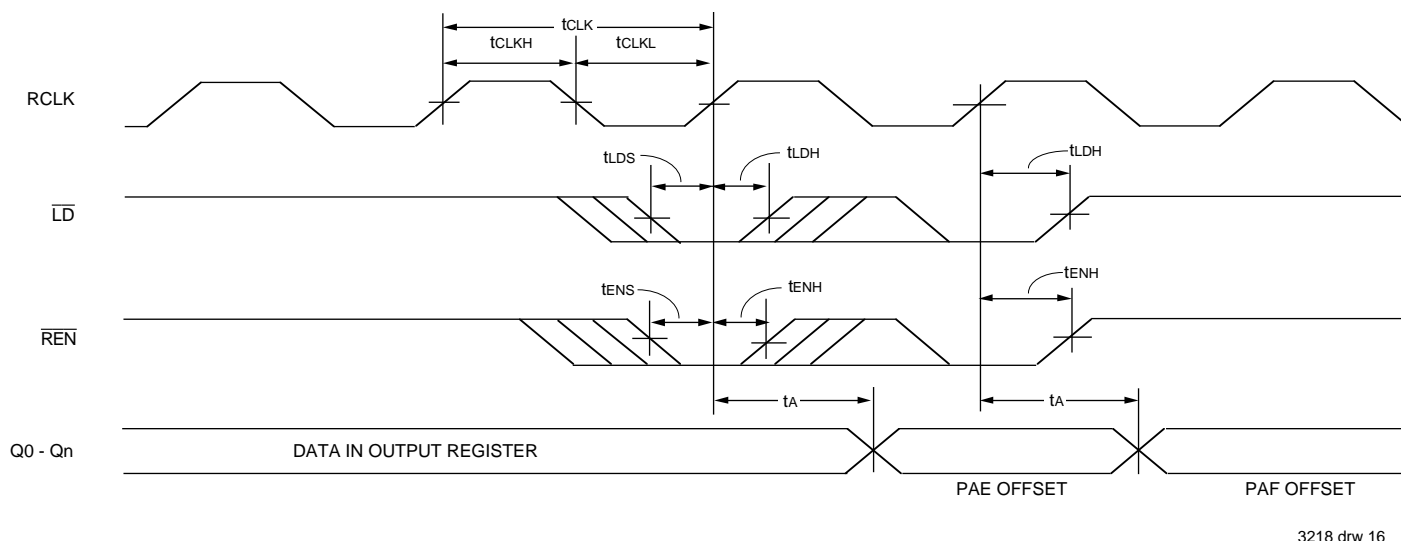 tCLK
tCLKH
tCLKL
RCLK
tLDS
tLDH
tLDH
LD
tENS
tENH
tENH
REN
tA
tA
Q0 - Qn
DATA IN OUTPUT REGISTER
PAE OFFSET
PAF OFFSET
3218 drw 16